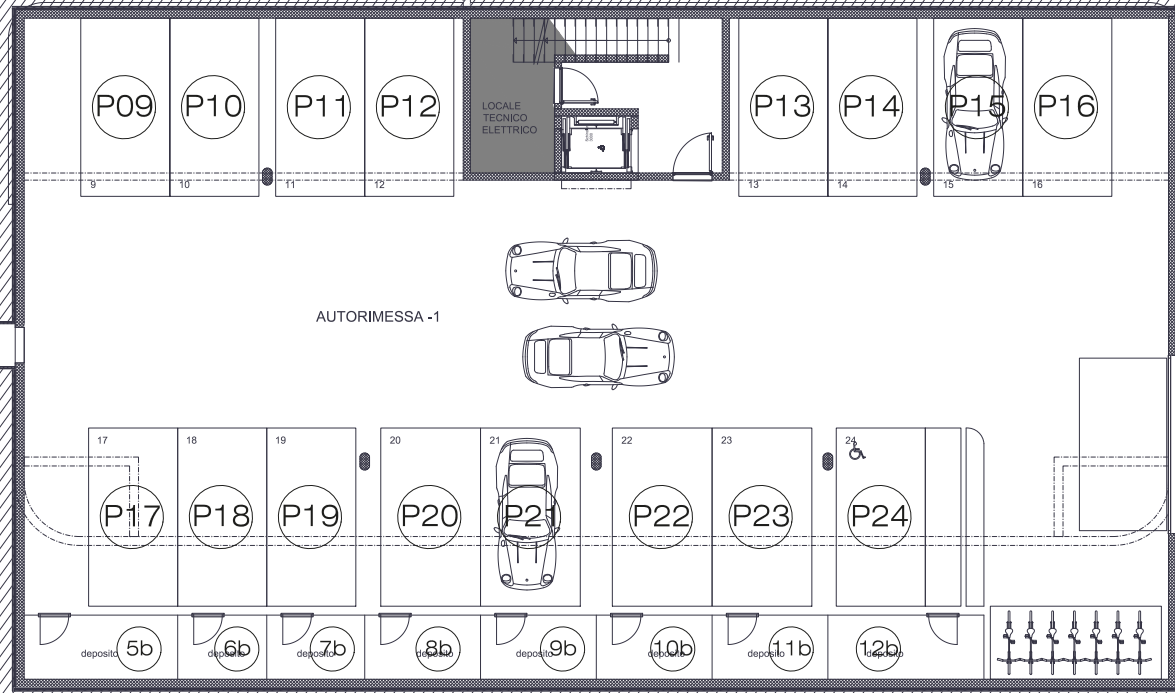 P09 P10 P11 P12 P13 P14 P15 P16
LOCALE
TECNICO
ELETTRICO
9 10 11 12 13 14 15 16
AUTORIMESSA -1
17 18 19 20 21 22 23 24
P17 P18 P19 P20 P21 P22 P23 P24
deposito 5b deposito 6b deposito 7b deposito 8b deposito 9b deposito 10b deposito 11b deposito 12b